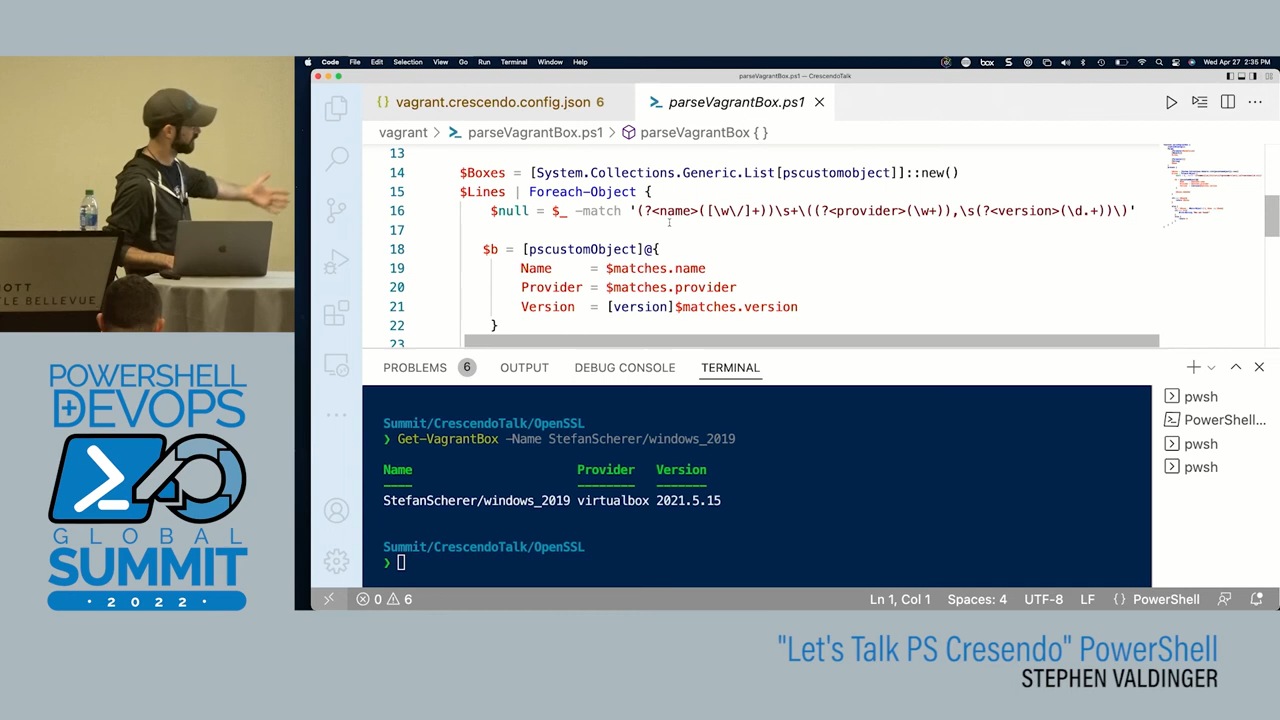 Code File Edit Selection View Go Run Terminal Window Help
box
Wed Apr 27 2:35 PM
parseVagrantBox.ps1 — CrescendoTalk
vagrant.crescendo.config.json 6
parseVagrantBox.ps1
vagrant > parseVagrantBox.ps1 > parseVagrantBox { }
13
14 $Boxes = [System.Collections.Generic.List[pscustomobject]]::new()
15 $Lines | Foreach-Object {
16 $null = $_ -match '(?<name>([\w\/]+))\s+\((?<provider>(\w+)),\s(?<version>(\d.+))\)'
17
18 $b = [pscustomObject]@{
19 Name = $matches.name
20 Provider = $matches.provider
21 Version = [version]$matches.version
22 }
23
PROBLEMS 6 OUTPUT DEBUG CONSOLE TERMINAL
Summit/CrescendoTalk/OpenSSL
❯ Get-VagrantBox -Name StefanScherer/windows_2019
Name Provider Version
---- -------- -------
StefanScherer/windows_2019 virtualbox 2021.5.15
Summit/CrescendoTalk/OpenSSL
❯
pwsh
PowerShell...
pwsh
pwsh
0 6
Ln 1, Col 1 Spaces: 4 UTF-8 LF { } PowerShell
OTT
LE BELLEVUE
POWERSHELL
DEVOPS
GLOBAL
SUMMIT
· 2 0 2 2 ·
"Let's Talk PS Cresendo" PowerShell
STEPHEN VALDINGER